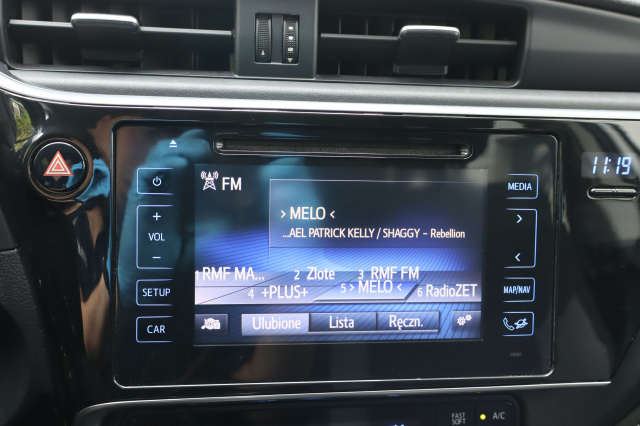 11:19
FM
MEDIA
> MELO <
...AEL PATRICK KELLY / SHAGGY - Rebellion
+
VOL
-
>
<
1 RMF MA... 2 Złote 3 RMF FM
4 +PLUS+ 5 > MELO < 6 RadioZET
SETUP
MAP/NAV
CAR
Ulubione Lista Ręczn.
FAST
SOFT
A/C